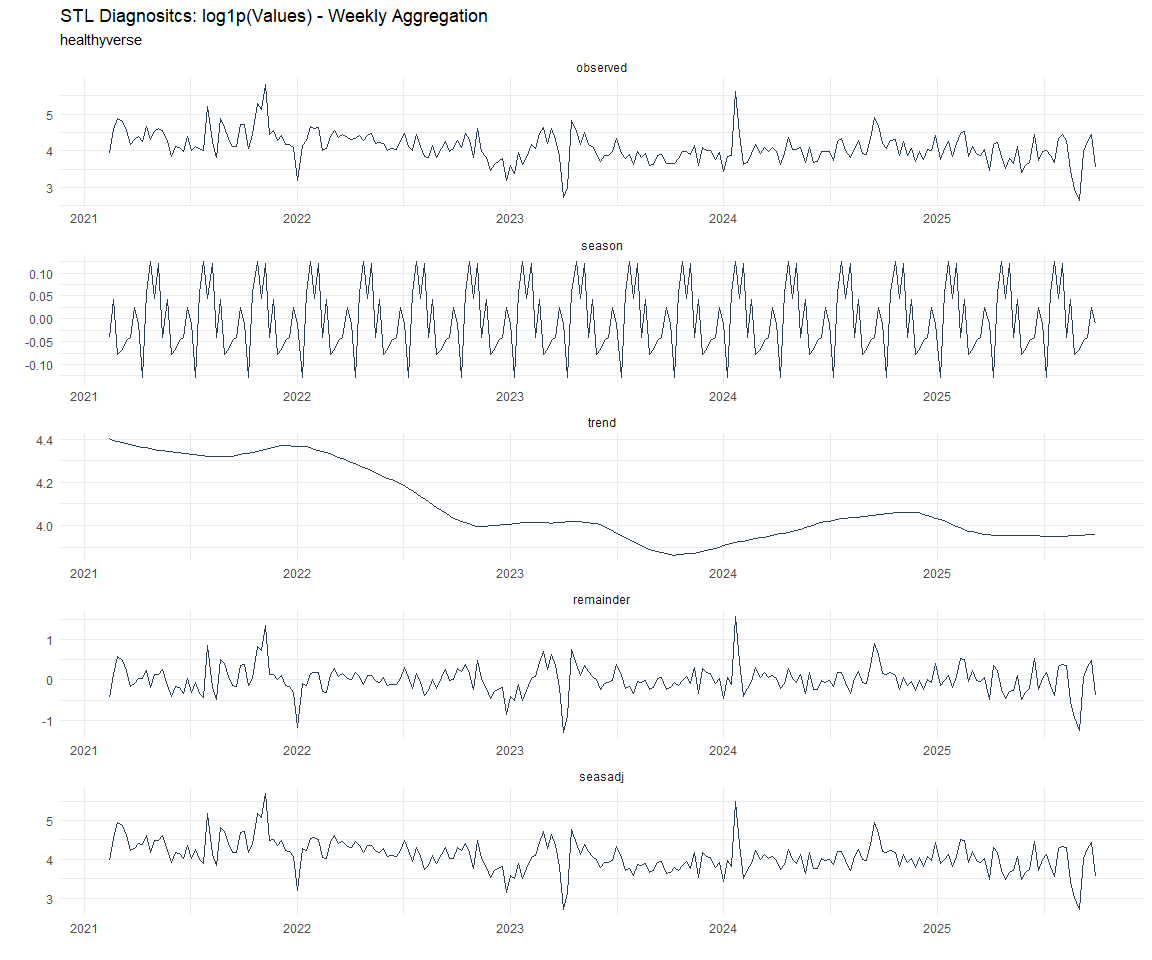 STL Diagnositcs: log1p(Values) - Weekly Aggregation
healthyverse
observed
5
4
3
2021 2022 2023 2024 2025
season
0.10
0.05
0.00
-0.05
-0.10
2021 2022 2023 2024 2025
trend
4.4
4.2
4.0
2021 2022 2023 2024 2025
remainder
1
0
-1
2021 2022 2023 2024 2025
seasadj
5
4
3
2021 2022 2023 2024 2025